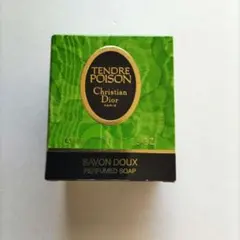 TENDRE
POISON
Christian
Dior
PARIS
SAVON DOUX
PERFUMED SOAP